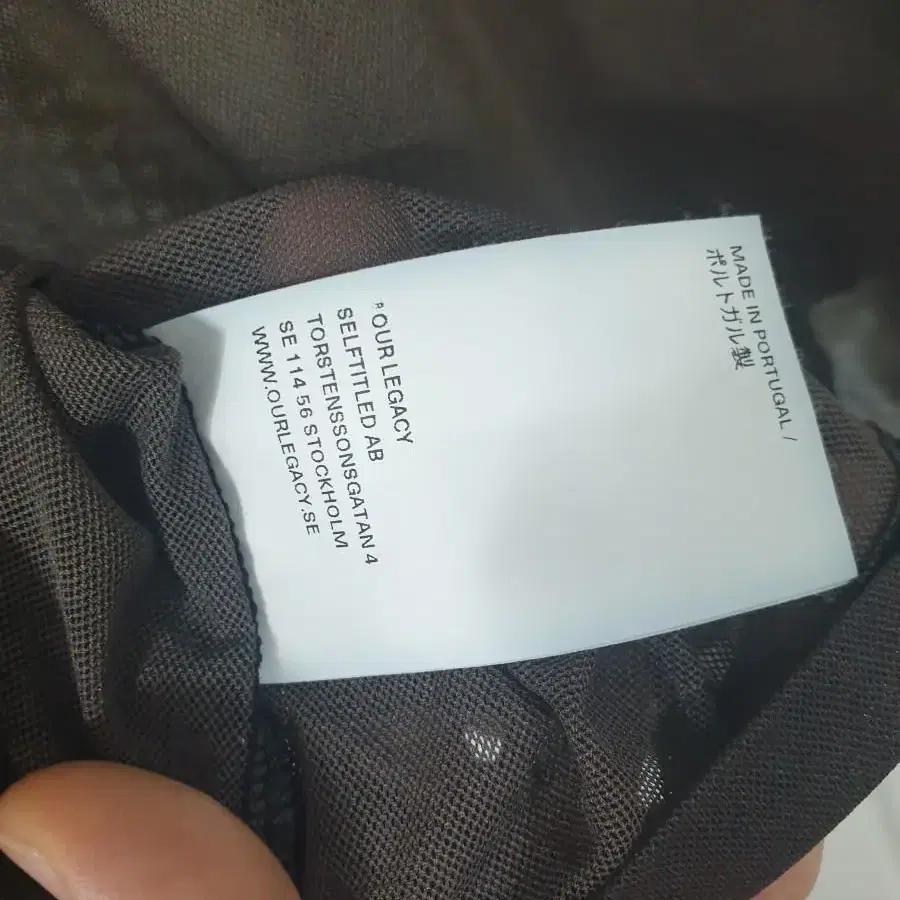 MADE IN PORTUGAL /
ポルトガル製
OUR LEGACY
SELFTITLED AB
TORSTENSSONSGATAN 4
SE 114 56 STOCKHOLM
WWW.OURLEGACY.SE